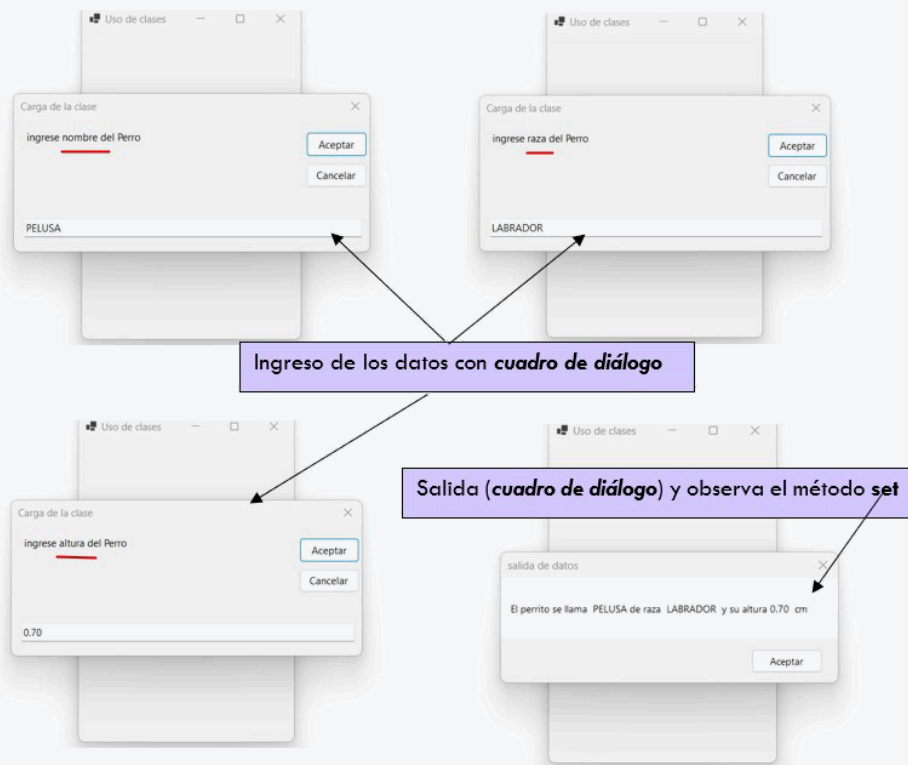 Uso de clases
Carga de la clase
ingrese nombre del Perro
Aceptar
Cancelar
PELUSA
Uso de clases
Carga de la clase
ingrese raza del Perro
Aceptar
Cancelar
LABRADOR
Ingreso de los datos con cuadro de diálogo
Uso de clases
Carga de la clase
ingrese altura del Perro
Aceptar
Cancelar
0.70
Uso de clases
Salida (cuadro de diálogo) y observa el método set
salida de datos
El perrito se llama PELUSA de raza LABRADOR y su altura 0.70 cm
Aceptar